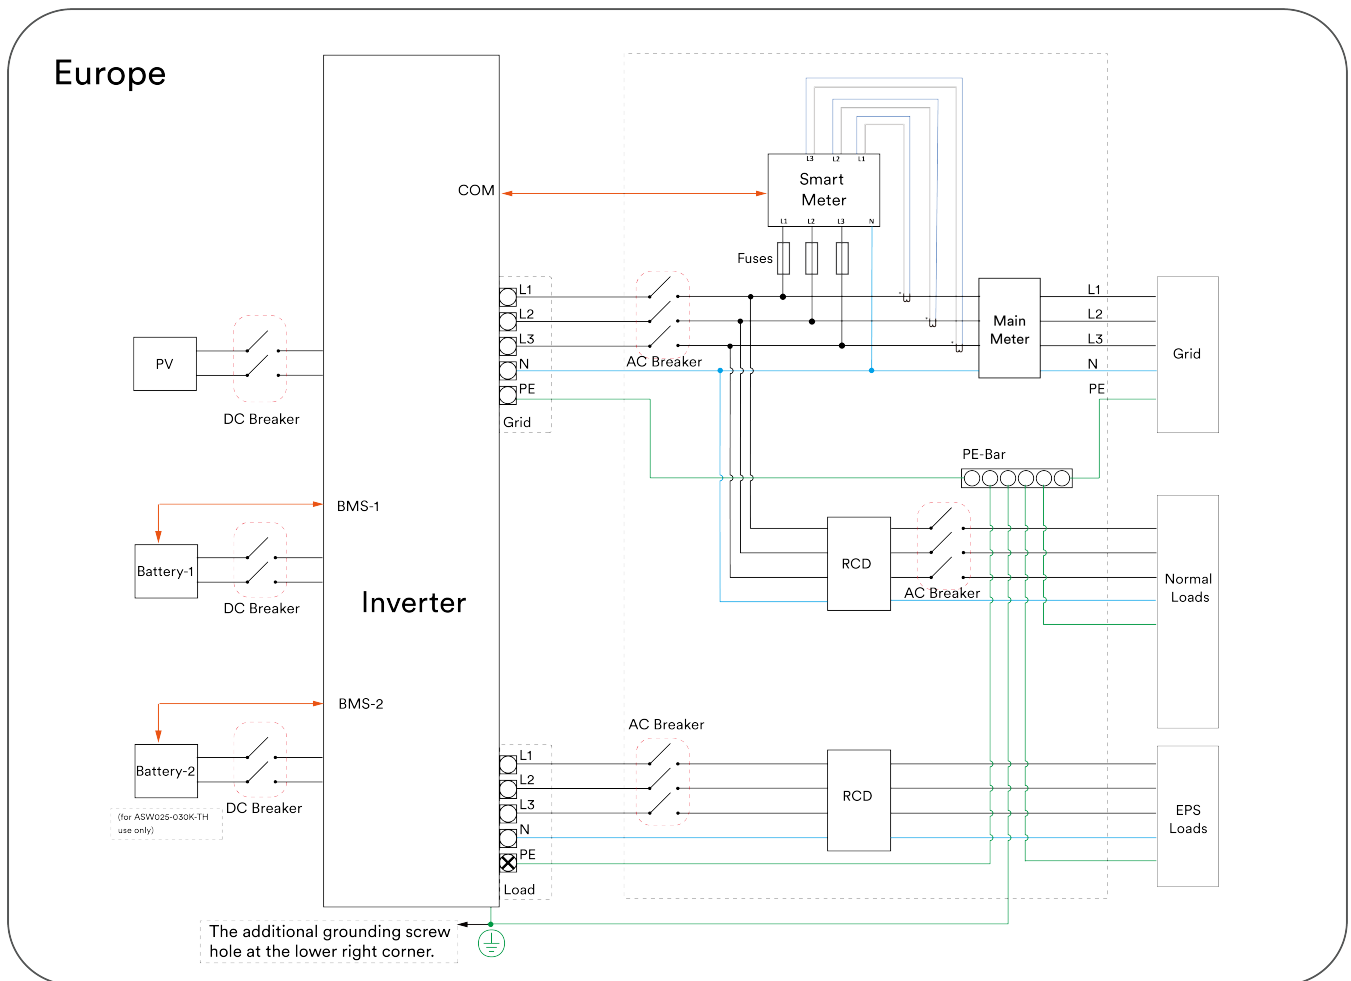 Europe
L3 L2 L1
Smart
Meter
COM
L1 L2 L3 N
Fuses
L1
L2
L3
N
PE
Grid
AC Breaker
Main
Meter
L1
L2
L3
N
PE
Grid
PV
DC Breaker
PE-Bar
BMS-1
Battery-1
DC Breaker
Inverter
RCD
AC Breaker
Normal
Loads
BMS-2
Battery-2
DC Breaker
(for ASW025-030K-TH
use only)
AC Breaker
L1
L2
L3
N
PE
Load
RCD
EPS
Loads
The additional grounding screw
hole at the lower right corner.